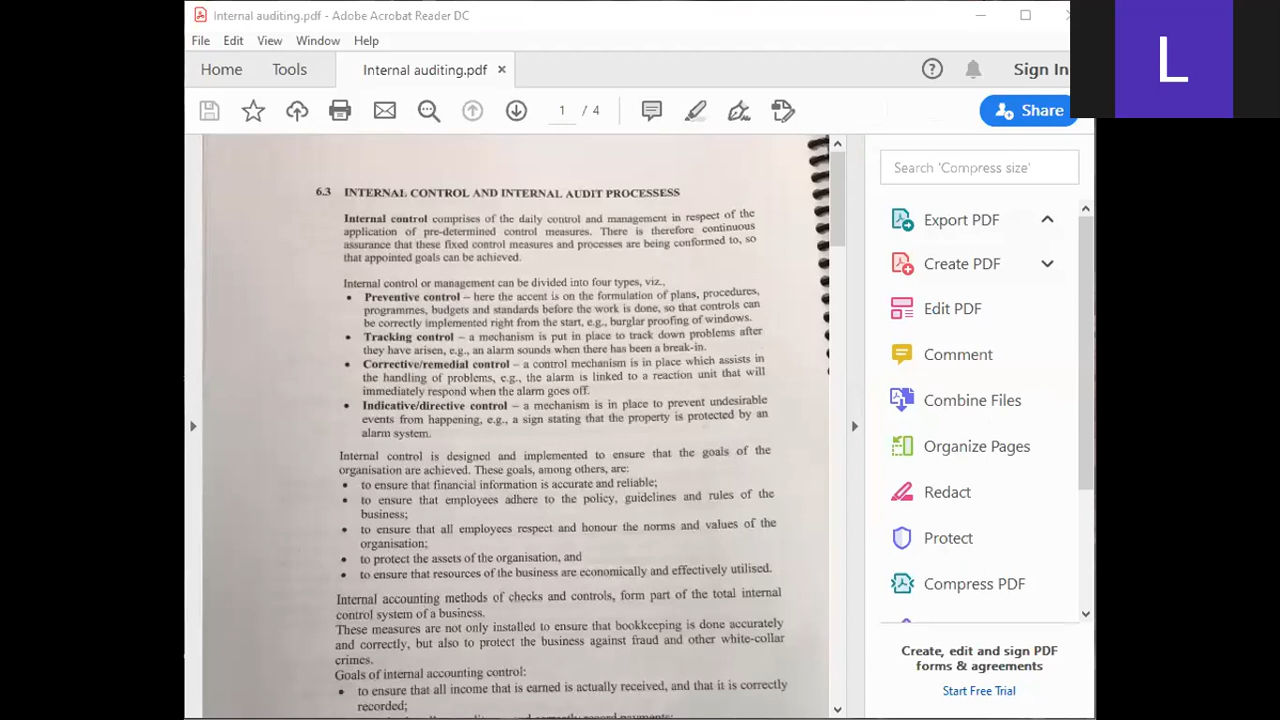 Internal auditing.pdf - Adobe Acrobat Reader DC
L
File Edit View Window Help
Home Tools Internal auditing.pdf × ? Sign In
1 / 4 Share
6.3 INTERNAL CONTROL AND INTERNAL AUDIT PROCESSESS
Internal control comprises of the daily control and management in respect of the
application of pre-determined control measures. There is therefore continuous
assurance that these fixed control measures and processes are being conformed to, so
that appointed goals can be achieved.
Internal control or management can be divided into four types, viz.,
• Preventive control – here the accent is on the formulation of plans, procedures,
programmes, budgets and standards before the work is done, so that controls can
be correctly implemented right from the start, e.g., burglar proofing of windows.
• Tracking control – a mechanism is put in place to track down problems after
they have arisen, e.g., an alarm sounds when there has been a break-in.
• Corrective/remedial control – a control mechanism is in place which assists in
the handling of problems, e.g., the alarm is linked to a reaction unit that will
immediately respond when the alarm goes off.
• Indicative/directive control – a mechanism is in place to prevent undesirable
events from happening, e.g., a sign stating that the property is protected by an
alarm system.
Internal control is designed and implemented to ensure that the goals of the
organisation are achieved. These goals, among others, are:
• to ensure that financial information is accurate and reliable;
• to ensure that employees adhere to the policy, guidelines and rules of the
business;
• to ensure that all employees respect and honour the norms and values of the
organisation;
• to protect the assets of the organisation, and
• to ensure that resources of the business are economically and effectively utilised.
Internal accounting methods of checks and controls, form part of the total internal
control system of a business.
These measures are not only installed to ensure that bookkeeping is done accurately
and correctly, but also to protect the business against fraud and other white-collar
crimes.
Goals of internal accounting control:
• to ensure that all income that is earned is actually received, and that it is correctly
recorded;
Search 'Compress size'
Export PDF
Create PDF
Edit PDF
Comment
Combine Files
Organize Pages
Redact
Protect
Compress PDF
Create, edit and sign PDF
forms & agreements
Start Free Trial